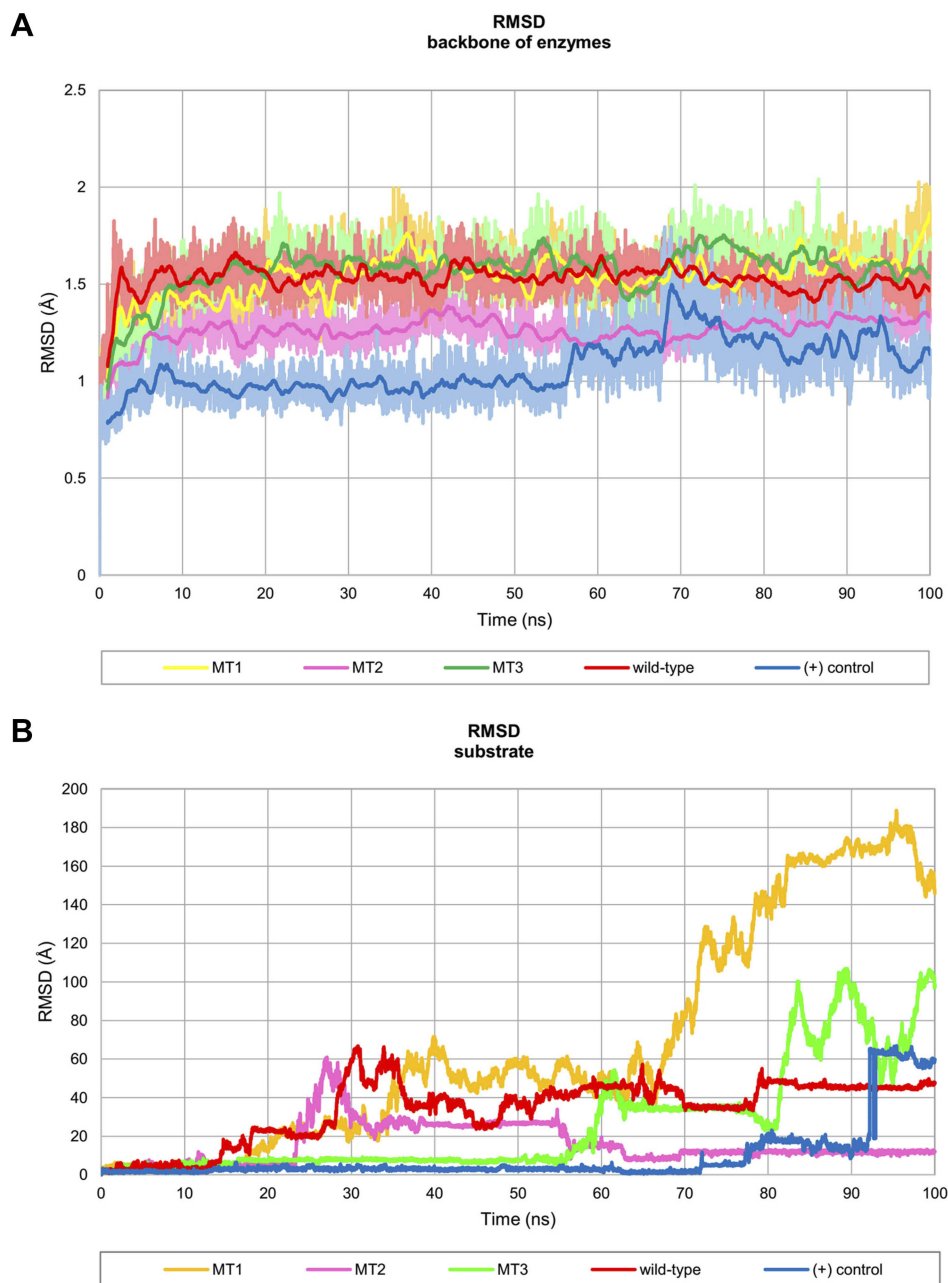 A
RMSD
backbone of enzymes
2.5
2
1.5
1
0.5
0
RMSD (Å)
0 10 20 30 40 50 60 70 80 90 100
Time (ns)
MT1 MT2 MT3 wild-type (+) control
B
RMSD
substrate
200
180
160
140
120
100
80
60
40
20
0
RMSD (Å)
0 10 20 30 40 50 60 70 80 90 100
Time (ns)
MT1 MT2 MT3 wild-type (+) control